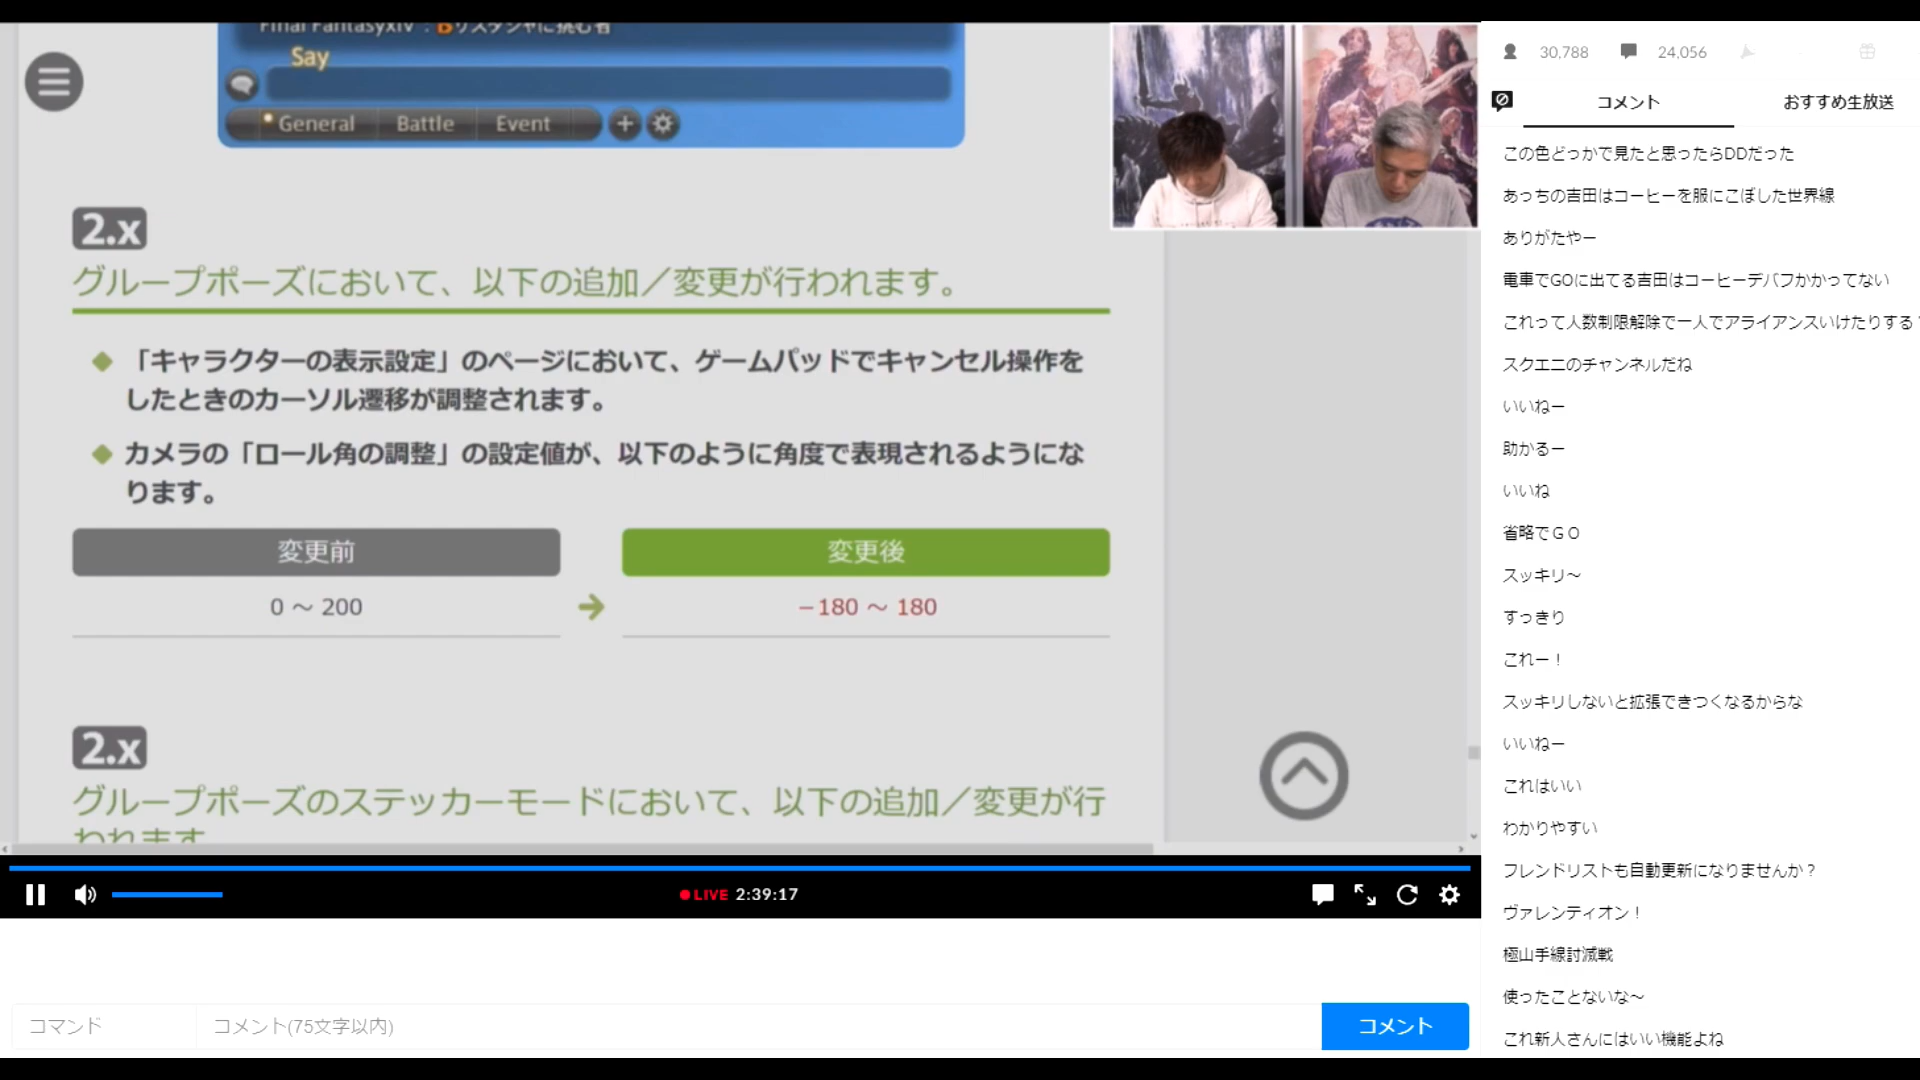 Final FantasyXIV : Bリスタジャに挑む者
Say
General Battle Event
2.x
グループポーズにおいて、以下の追加／変更が行われます。
「キャラクターの表示設定」のページにおいて、ゲームパッドでキャンセル操作を
したときのカーソル遷移が調整されます。
カメラの「ロール角の調整」の設定値が、以下のように角度で表現されるようにな
ります。
変更前 変更後
0 ～ 200 －180 ～ 180
2.x
グループポーズのステッカーモードにおいて、以下の追加／変更が行
われます
LIVE 2:39:17
コマンド コメント(75文字以内) コメント
30,788 24,056
コメント おすすめ生放送
この色どっかで見たと思ったらDDだった
あっちの吉田はコーヒーを服にこぼした世界線
ありがたやー
電車でGOに出てる吉田はコーヒーデバフかかってない
これって人数制限解除で一人でアライアンスいけたりする？
スクエニのチャンネルだね
いいねー
助かるー
いいね
省略でＧＯ
スッキリ～
すっきり
これー！
スッキリしないと拡張できつくなるからな
いいねー
これはいい
わかりやすい
フレンドリストも自動更新になりませんか？
ヴァレンティオン！
極山手線討滅戦
使ったことないな～
これ新人さんにはいい機能よね